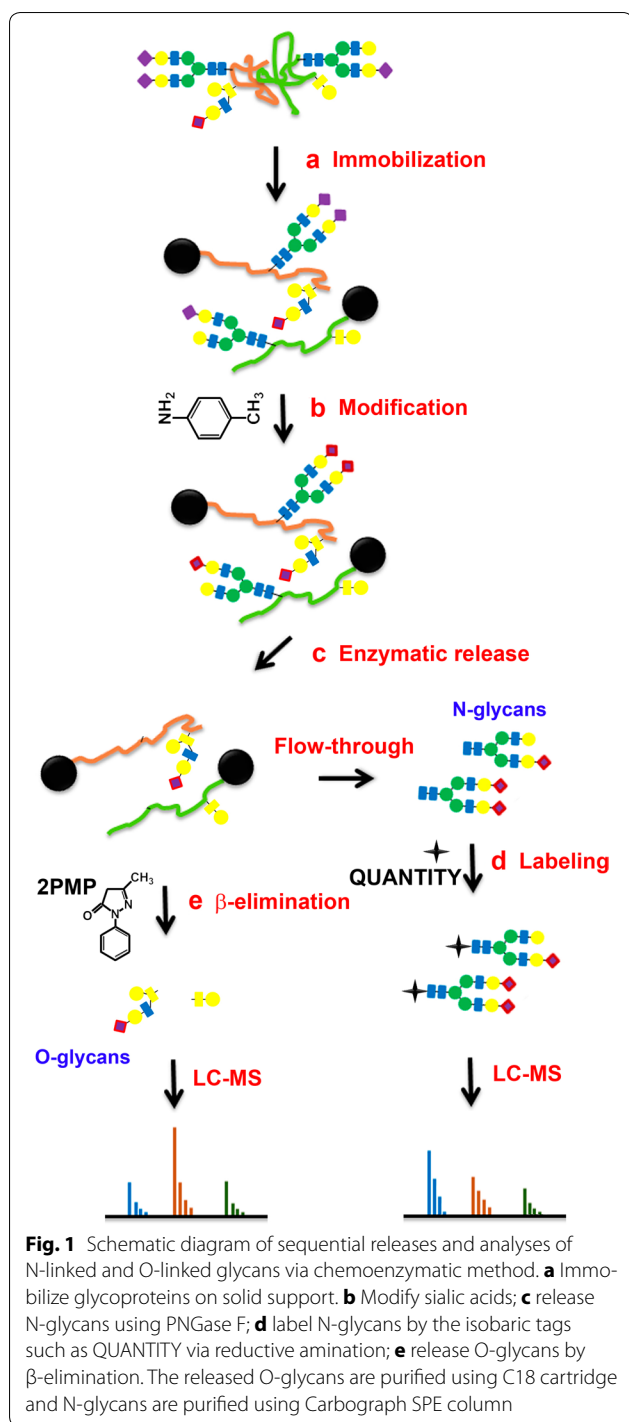 a Immobilization
NH2
CH3
b Modification
c Enzymatic release
N-glycans
Flow-through
QUANTITY
d Labeling
2PMP
CH3
O
N
N
e β-elimination
O-glycans
LC-MS
LC-MS
Fig. 1 Schematic diagram of sequential releases and analyses of
N-linked and O-linked glycans via chemoenzymatic method. a Immo-
bilize glycoproteins on solid support. b Modify sialic acids; c release
N-glycans using PNGase F; d label N-glycans by the isobaric tags
such as QUANTITY via reductive amination; e release O-glycans by
β-elimination. The released O-glycans are purified using C18 cartridge
and N-glycans are purified using Carbograph SPE column